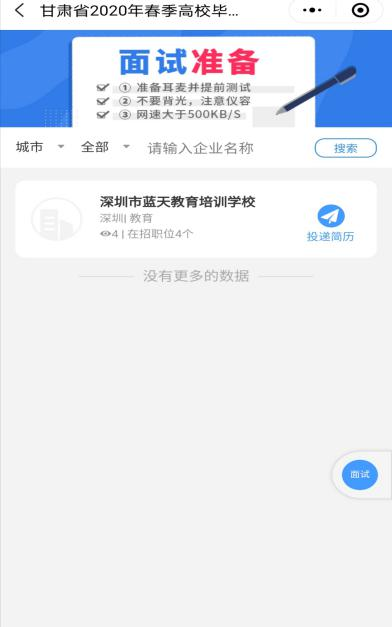 甘肃省2020年春季高校毕...
面试准备
① 准备耳麦并提前测试
② 不要背光，注意仪容
③ 网速大于500KB/S
城市 全部 请输入企业名称 搜索
深圳市蓝天教育培训学校
深圳| 教育
4 | 在招职位4个
投递简历
没有更多的数据
面试